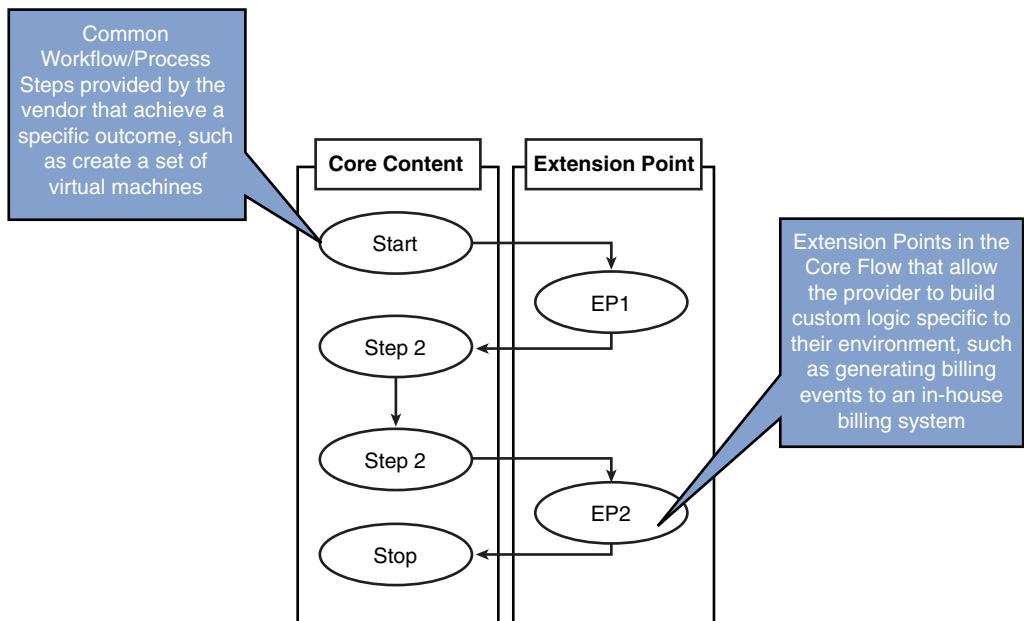 Common
Workflow/Process
Steps provided by the
vendor that achieve a
specific outcome, such
as create a set of
virtual machines
Core Content
Extension Point
Start
EP1
Step 2
Step 2
EP2
Stop
Extension Points in the
Core Flow that allow
the provider to build
custom logic specific to
their environment, such
as generating billing
events to an in-house
billing system